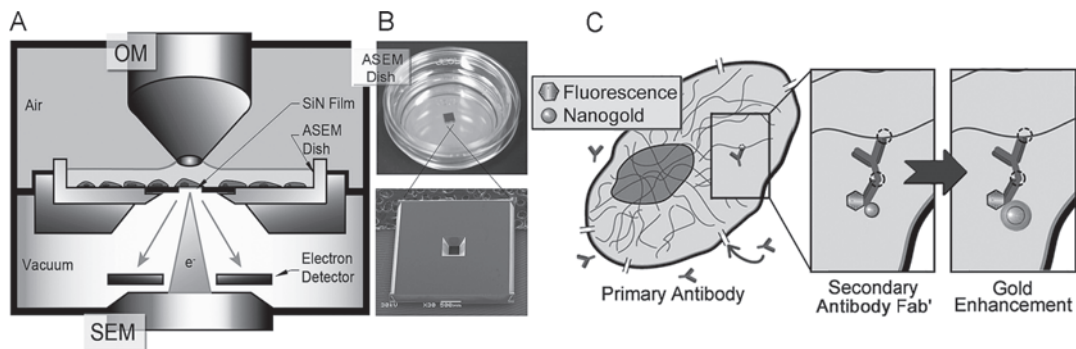 A
OM
Air
SiN Film
ASEM
Dish
Vacuum
e-
Electron
Detector
SEM
B
ASEM
Dish
C
Fluorescence
Nanogold
Primary Antibody
Secondary
Antibody Fab'
Gold
Enhancement